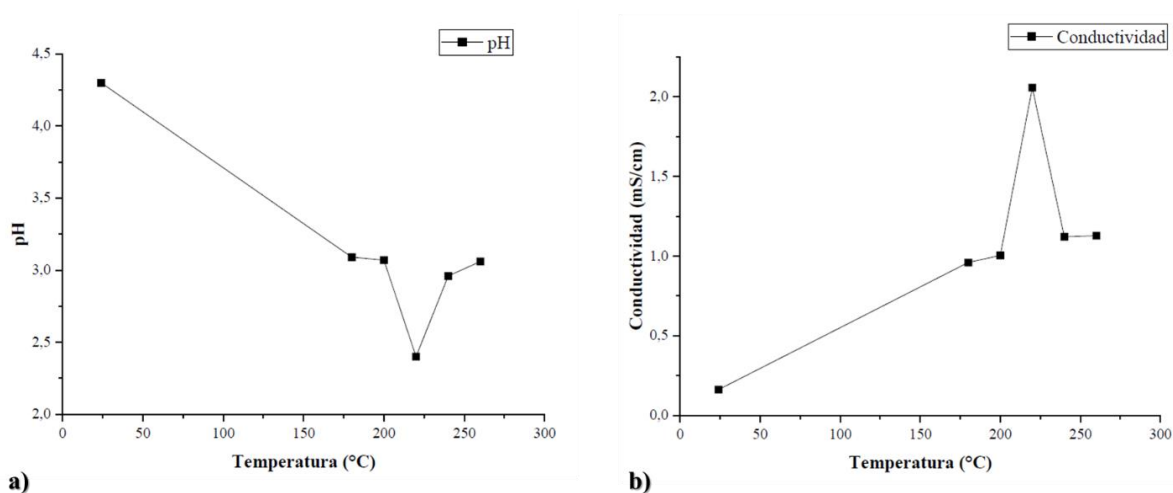 pH
4,5
4,0
3,5
3,0
2,5
2,0
pH
0 50 100 150 200 250 300
Temperatura (°C)
a)
Conductividad
2,0
1,5
1,0
0,5
0,0
Conductividad (mS/cm)
0 50 100 150 200 250 300
Temperatura (°C)
b)